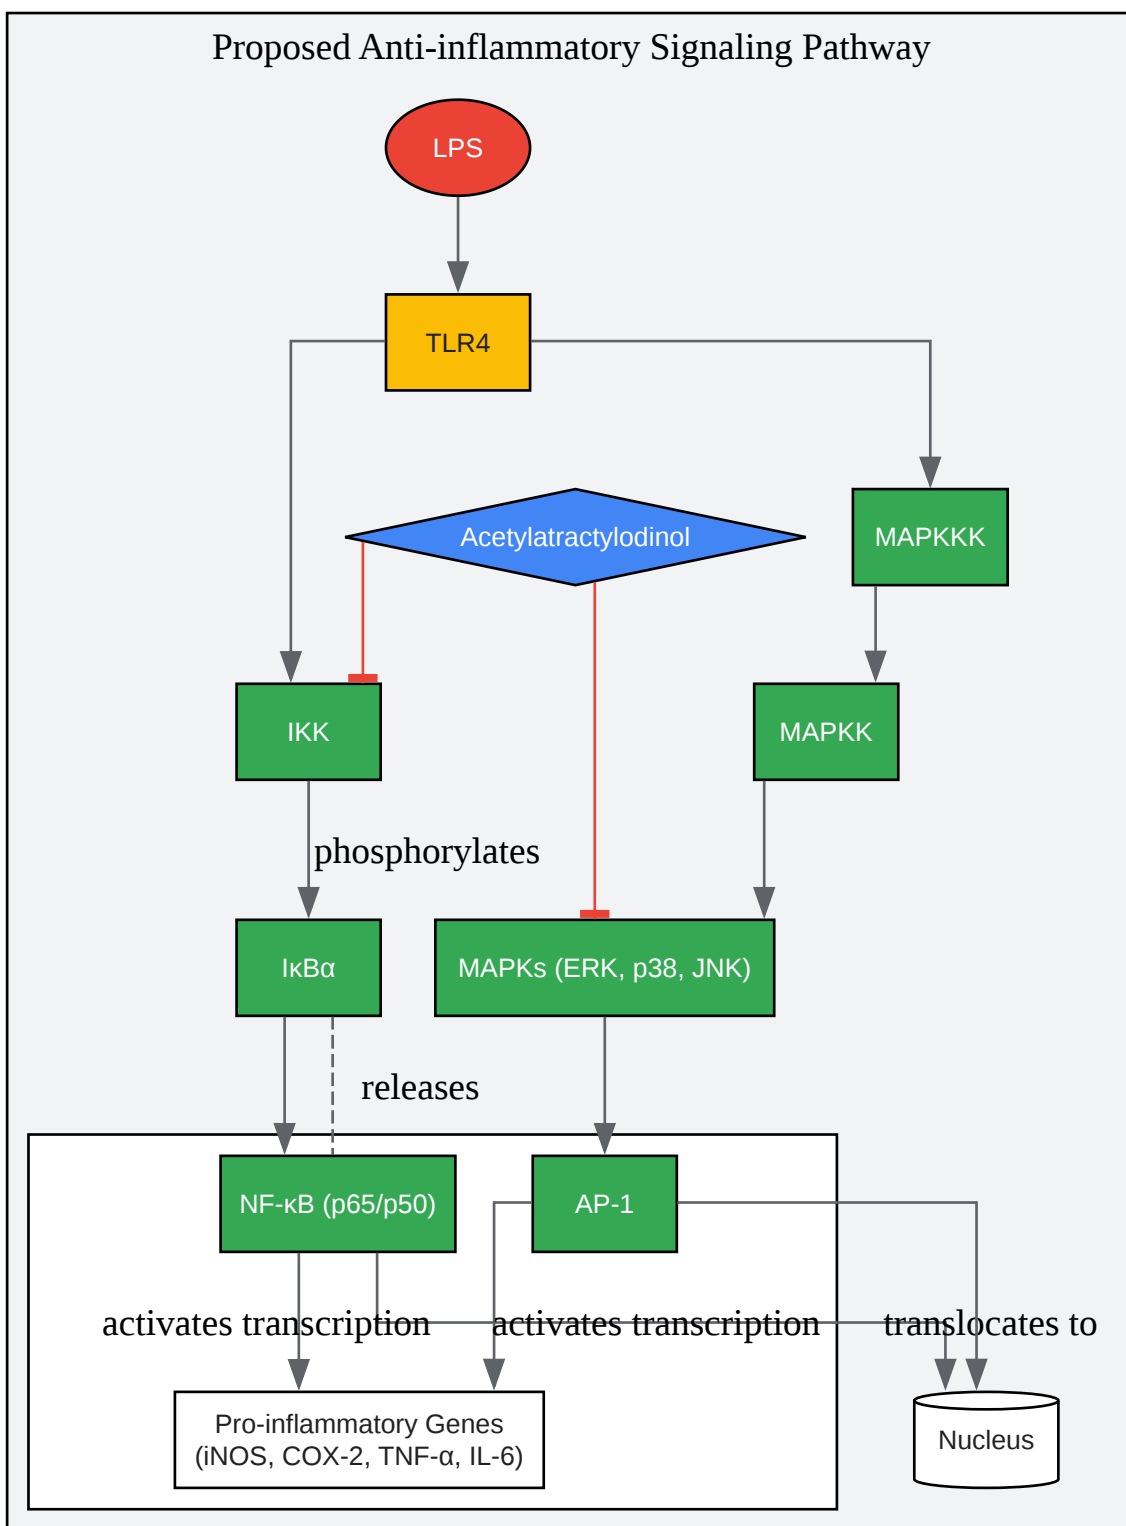 Proposed Anti-inflammatory Signaling Pathway
LPS
TLR4
Acetylatractylodinol
MAPKKK
IKK
MAPKK
phosphorylates
IκBα
MAPKs (ERK, p38, JNK)
releases
NF-κB (p65/p50)
AP-1
activates transcription
activates transcription
translocates to
Pro-inflammatory Genes
(iNOS, COX-2, TNF-α, IL-6)
Nucleus